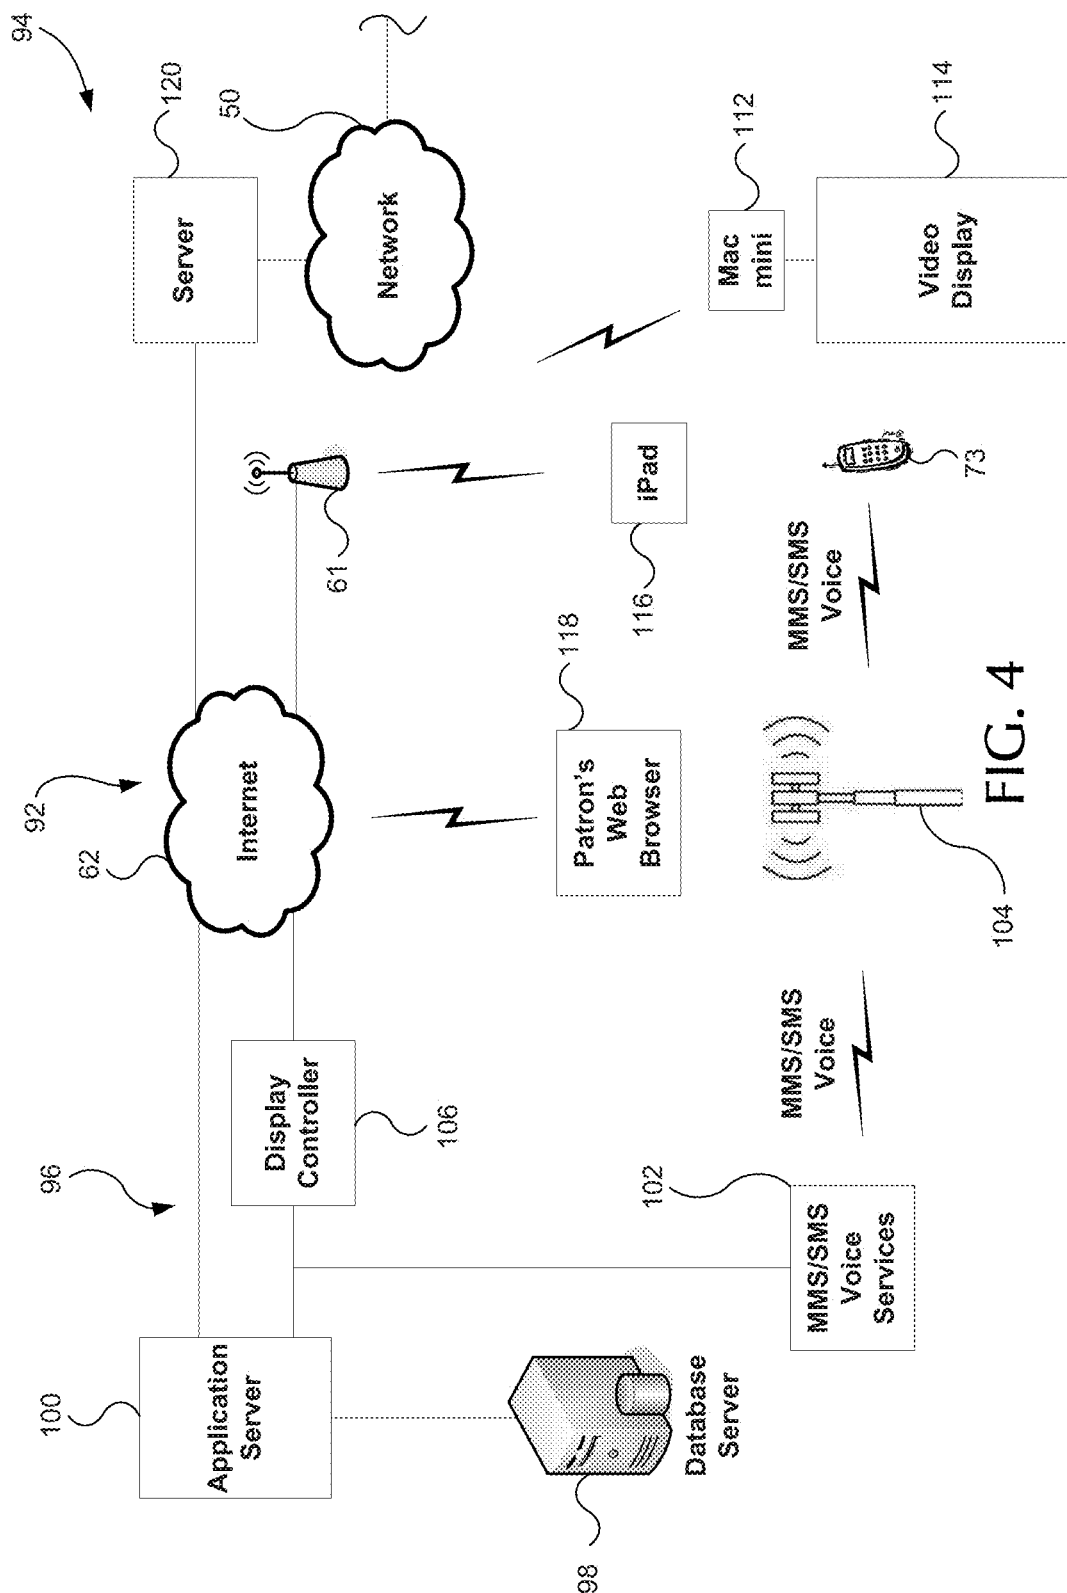 94
120
Server
50
Network
112
Mac
mini
114
Video
Display
61
116
iPad
73
MMS/SMS
Voice
92
62
Internet
118
Patron's
Web
Browser
104
MMS/SMS
Voice
96
Display
Controller
106
102
MMS/SMS
Voice
Services
100
Application
Server
98
Database
Server
FIG. 4